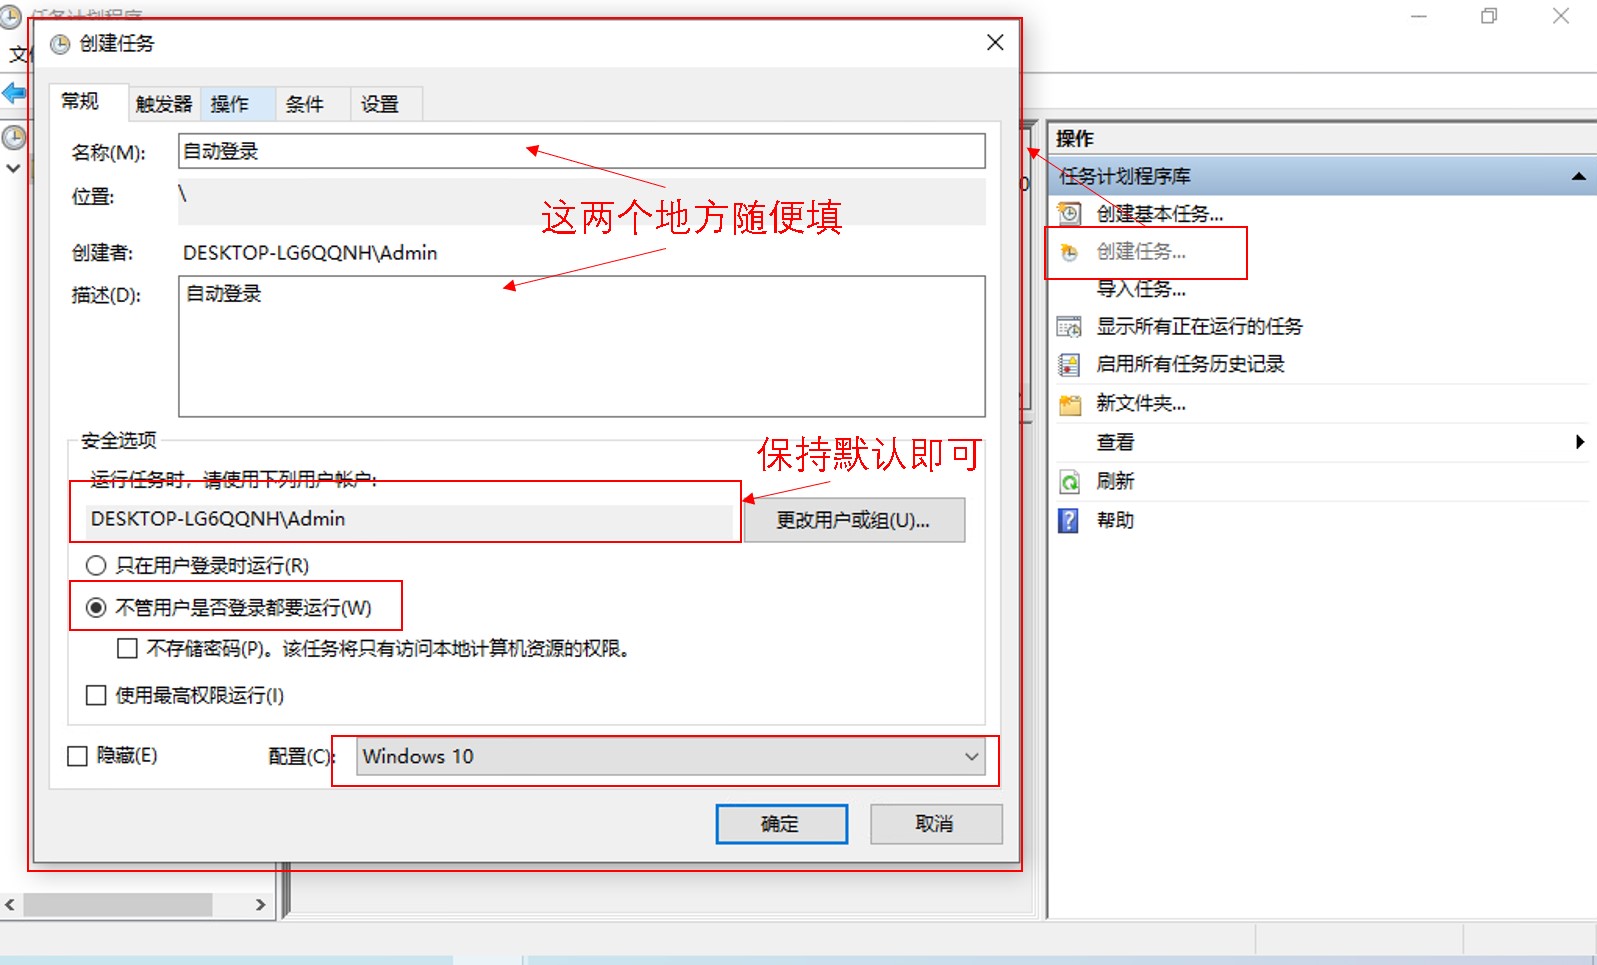 任务计划程序
创建任务
常规
触发器
操作
条件
设置
名称(M):
自动登录
位置:
\
这两个地方随便填
创建者:
DESKTOP-LG6QQNH\Admin
描述(D):
自动登录
安全选项
保持默认即可
运行任务时，请使用下列用户帐户:
DESKTOP-LG6QQNH\Admin
更改用户或组(U)...
只在用户登录时运行(R)
不管用户是否登录都要运行(W)
不存储密码(P)。该任务将只有访问本地计算机资源的权限。
使用最高权限运行(I)
隐藏(E)
配置(C):
Windows 10
确定
取消
操作
任务计划程序库
创建基本任务...
创建任务...
导入任务...
显示所有正在运行的任务
启用所有任务历史记录
新文件夹...
查看
刷新
帮助